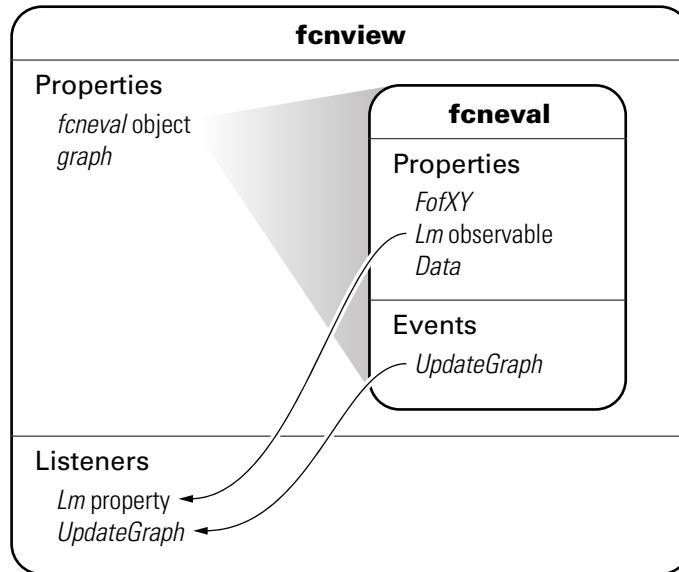 fcnview
Properties
fcneval object
graph
fcneval
Properties
FofXY
Lm observable
Data
Events
UpdateGraph
Listeners
Lm property
UpdateGraph